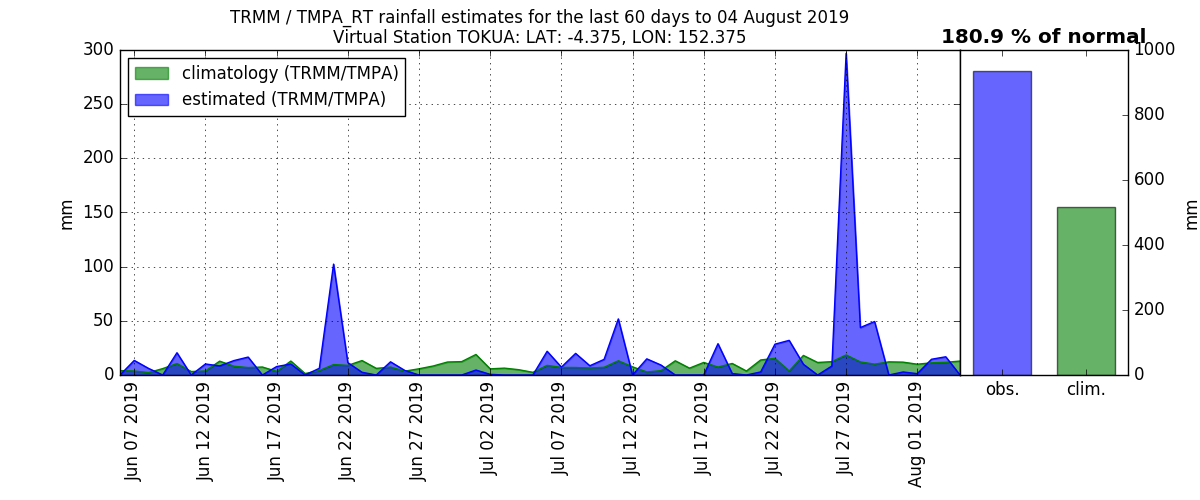 TRMM / TMPA_RT rainfall estimates for the last 60 days to 04 August 2019
Virtual Station TOKUA: LAT: -4.375, LON: 152.375
180.9 % of normal
climatology (TRMM/TMPA)
estimated (TRMM/TMPA)
300
250
200
150
100
50
0
mm
Jun 07 2019
Jun 12 2019
Jun 17 2019
Jun 22 2019
Jun 27 2019
Jul 02 2019
Jul 07 2019
Jul 12 2019
Jul 17 2019
Jul 22 2019
Jul 27 2019
Aug 01 2019
1000
800
600
400
200
0
mm
obs.
clim.